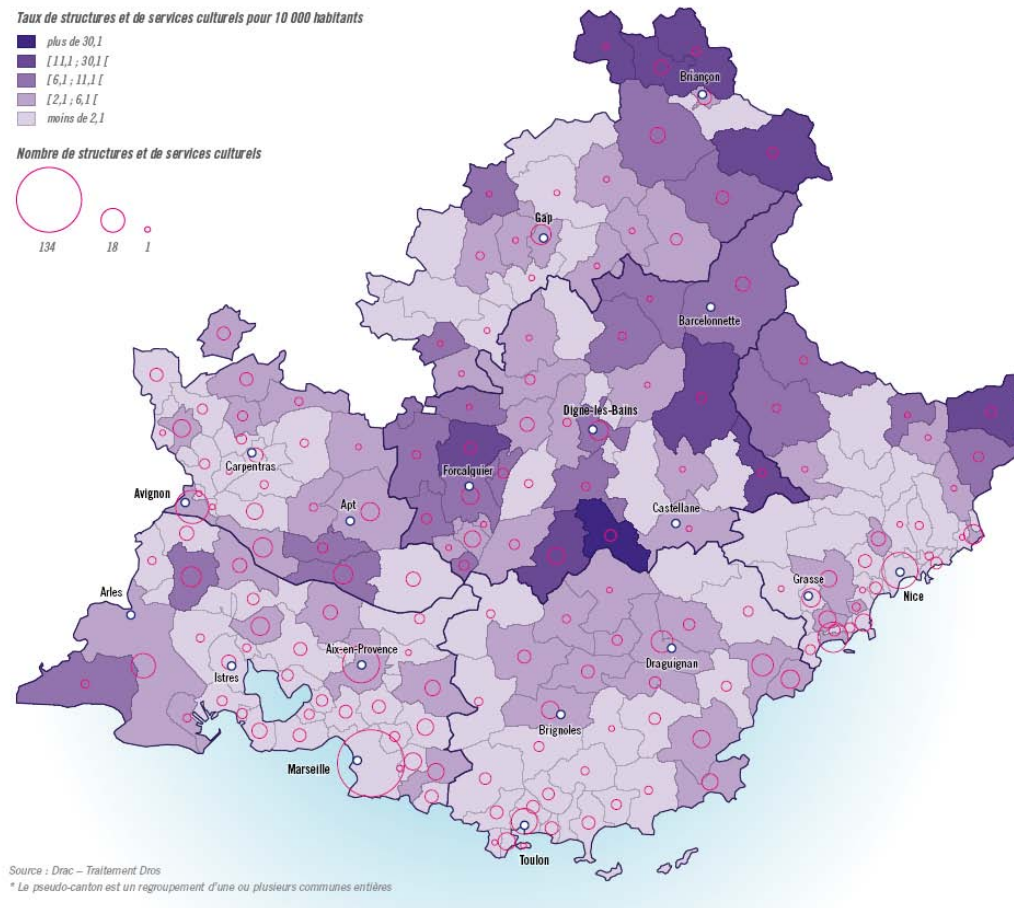 Taux de structures et de services culturels pour 10 000 habitants
plus de 30,1
[ 11,1 ; 30,1 [
[ 6,1 ; 11,1 [
[ 2,1 ; 6,1 [
moins de 2,1
Nombre de structures et de services culturels
134
18
1
Briançon
Gap
Barcelonnette
Digne-les-Bains
Forcalquier
Carpentras
Avignon
Apt
Castellane
Arles
Grasse
Nice
Aix-en-Provence
Istres
Draguignan
Brignoles
Marseille
Toulon
Source : Drac – Traitement Dros
* Le pseudo-canton est un regroupement d'une ou plusieurs communes entières